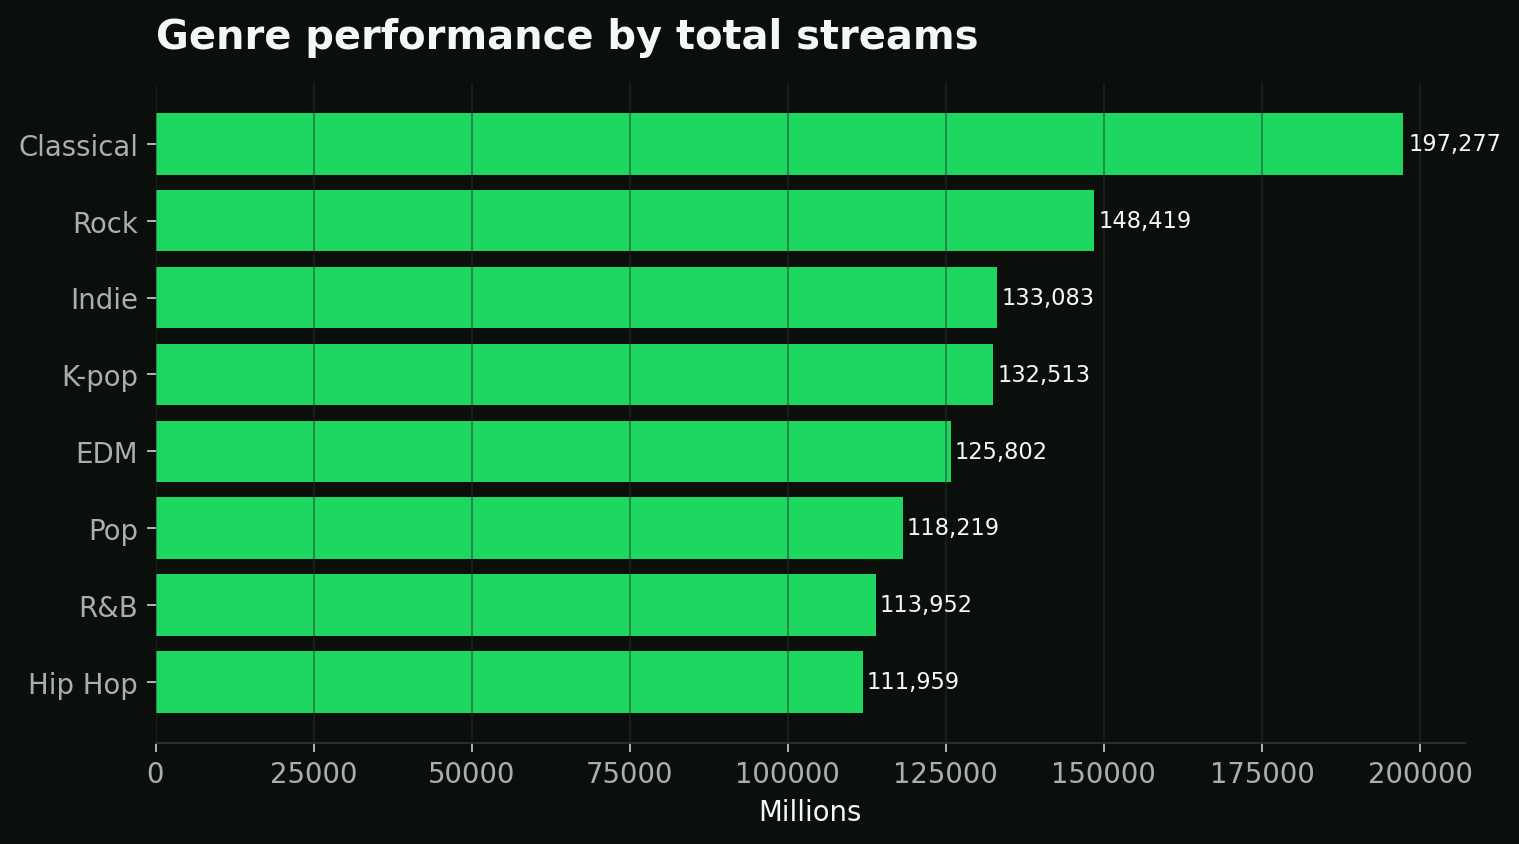 Genre performance by total streams
Classical 197,277
Rock 148,419
Indie 133,083
K-pop 132,513
EDM 125,802
Pop 118,219
R&B 113,952
Hip Hop 111,959
0 25000 50000 75000 100000 125000 150000 175000 200000
Millions